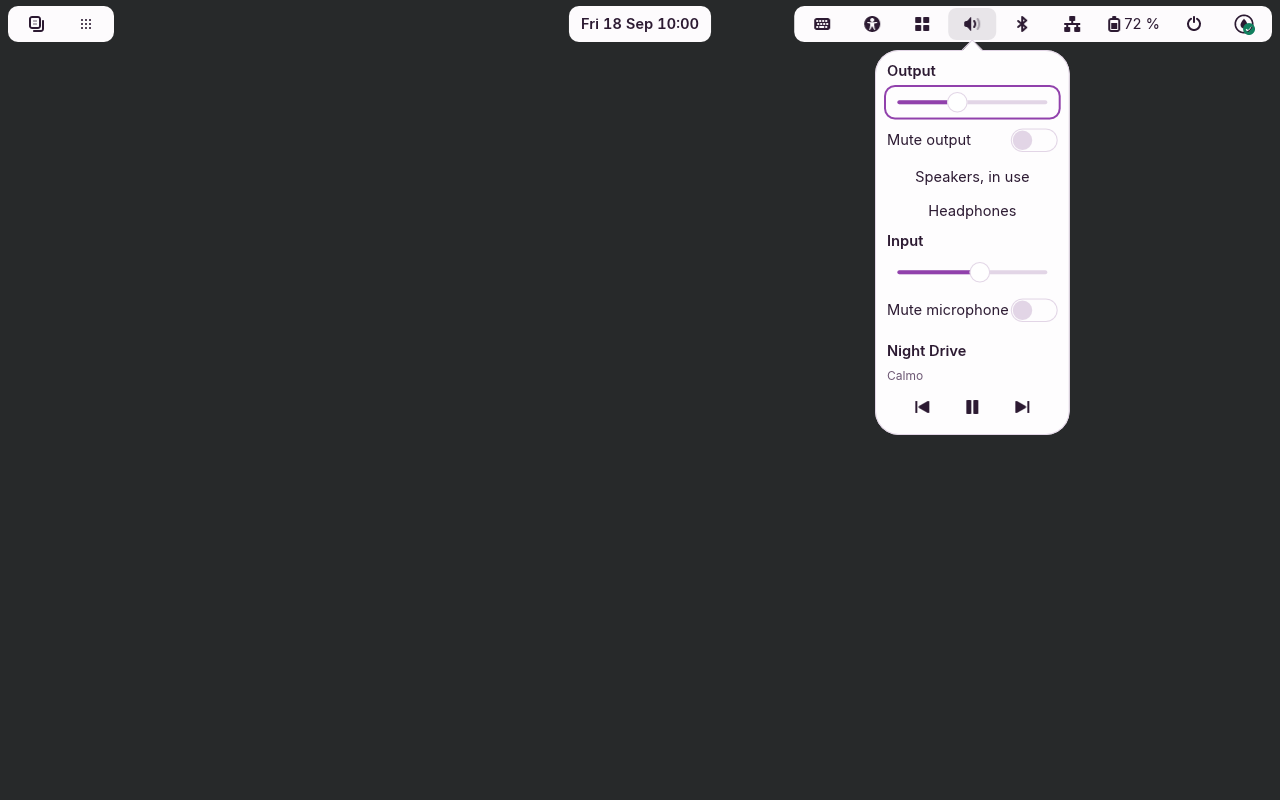 Fri 18 Sep 10:00
72 %
Output
Mute output
Speakers, in use
Headphones
Input
Mute microphone
Night Drive
Calmo